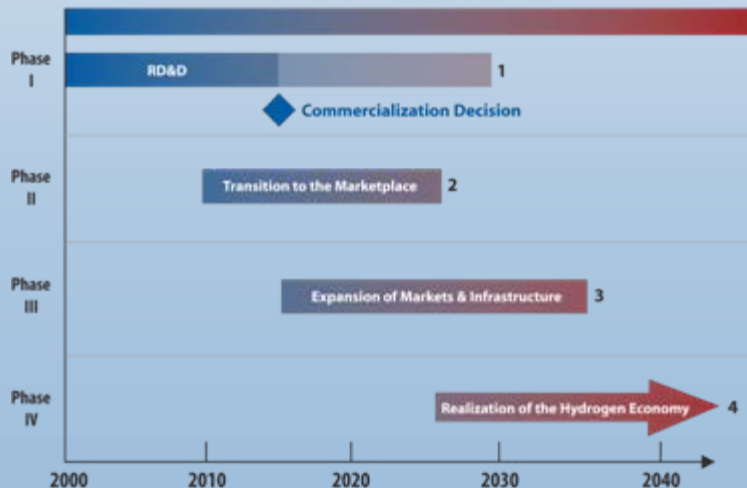 Phase
I
RD&D
1
Commercialization Decision
Phase
II
Transition to the Marketplace
2
Phase
III
Expansion of Markets & Infrastructure
3
Phase
IV
Realization of the Hydrogen Economy
4
2000
2010
2020
2030
2040